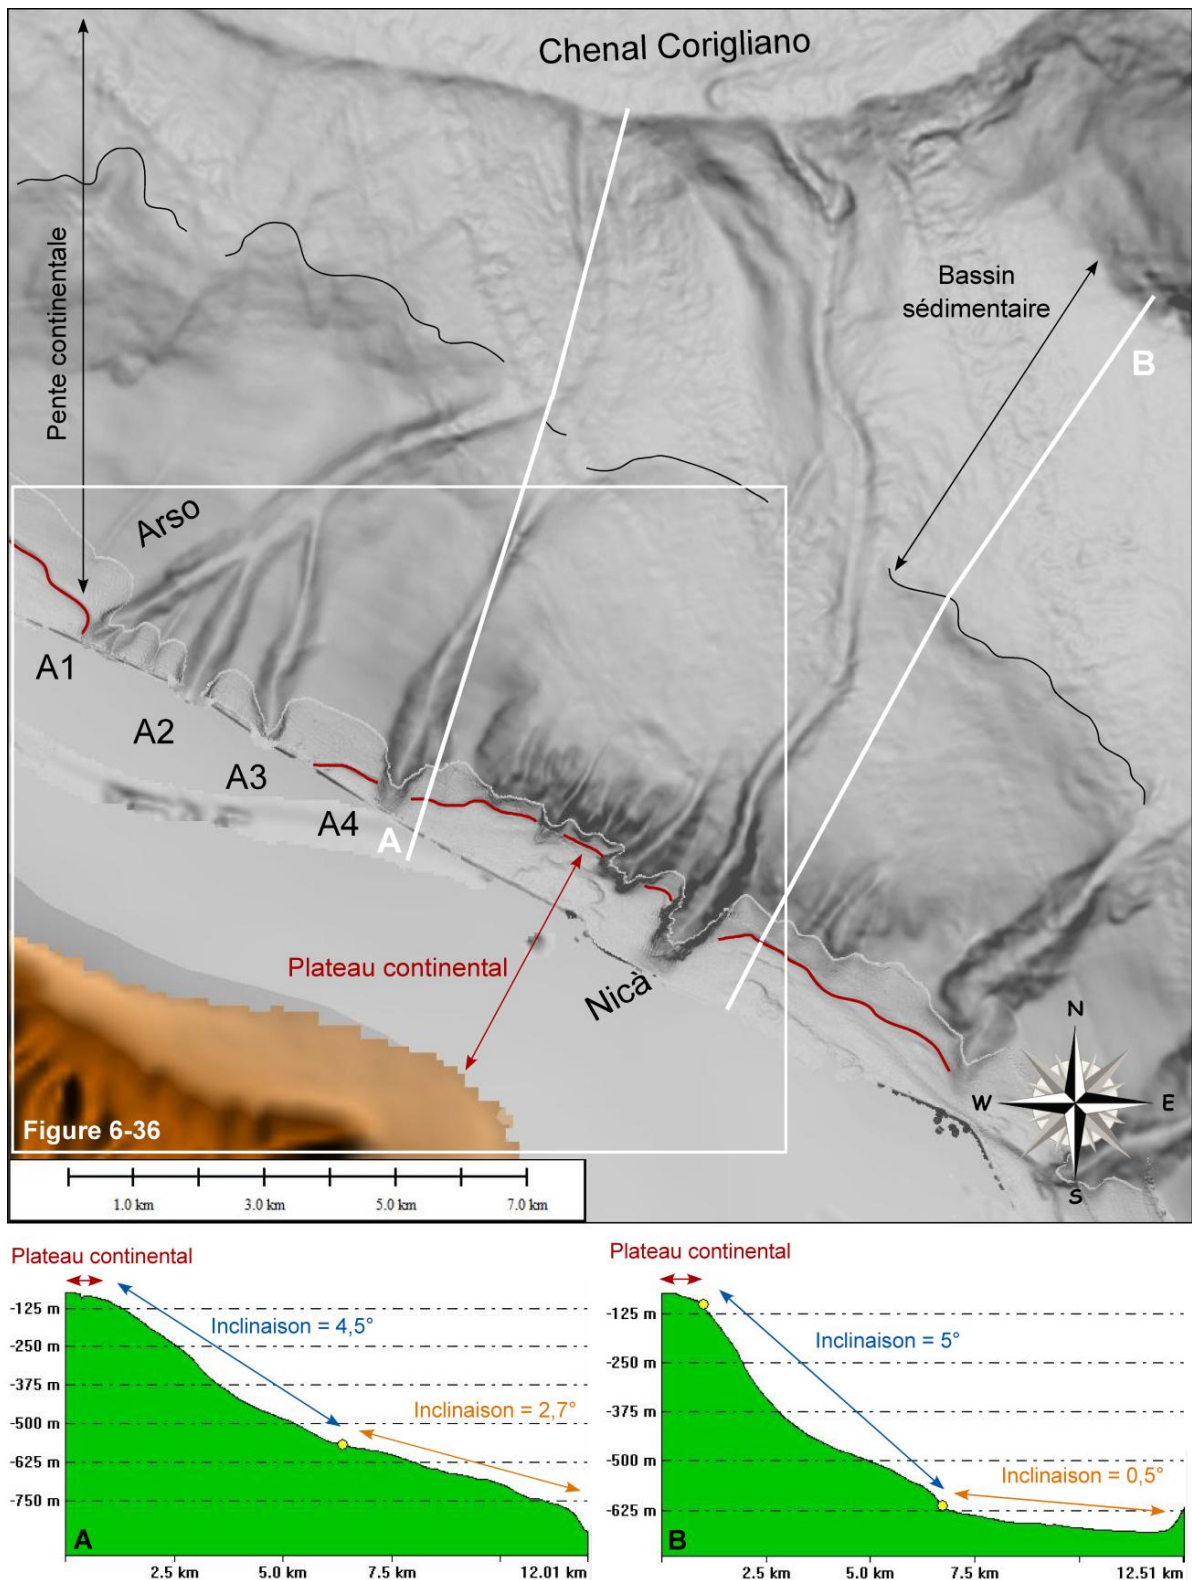 Chenal Corigliano
Pente continentale
Bassin
sédimentaire
B
Arso
A1
A2
A3
A4
A
Plateau continental
Nicà
N
W
E
S
Figure 6-36
1.0 km
3.0 km
5.0 km
7.0 km
Plateau continental
-125 m
-250 m
-375 m
-500 m
-625 m
-750 m
Inclinaison = 4,5°
Inclinaison = 2,7°
A
2.5 km
5.0 km
7.5 km
12.01 km
Plateau continental
-125 m
-250 m
-375 m
-500 m
-625 m
Inclinaison = 5°
Inclinaison = 0,5°
B
2.5 km
5.0 km
7.5 km
12.51 km